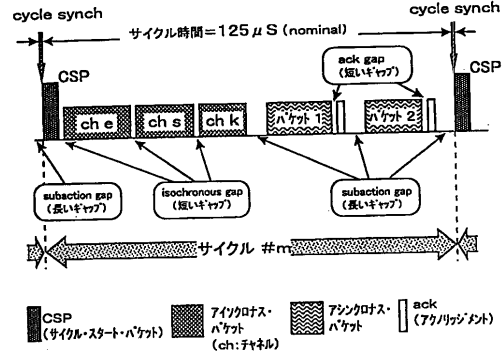 cycle synch
cycle synch
サイクル時間=125μS(nominal)
CSP
CSP
ack gap
(短いｷﾞｬｯﾌﾟ)
ch e
ch s
ch k
ﾊﾟｹｯﾄ 1
ﾊﾟｹｯﾄ 2
subaction gap
(長いｷﾞｬｯﾌﾟ)
isochronous gap
(短いｷﾞｬｯﾌﾟ)
subaction gap
(長いｷﾞｬｯﾌﾟ)
サイクル #m
CSP
(サイクル・スタート・パケット)
アイソクロナス・
パケット
(ch:チャネル)
アシンクロナス・
パケット
ack
(アクノリッジメント)